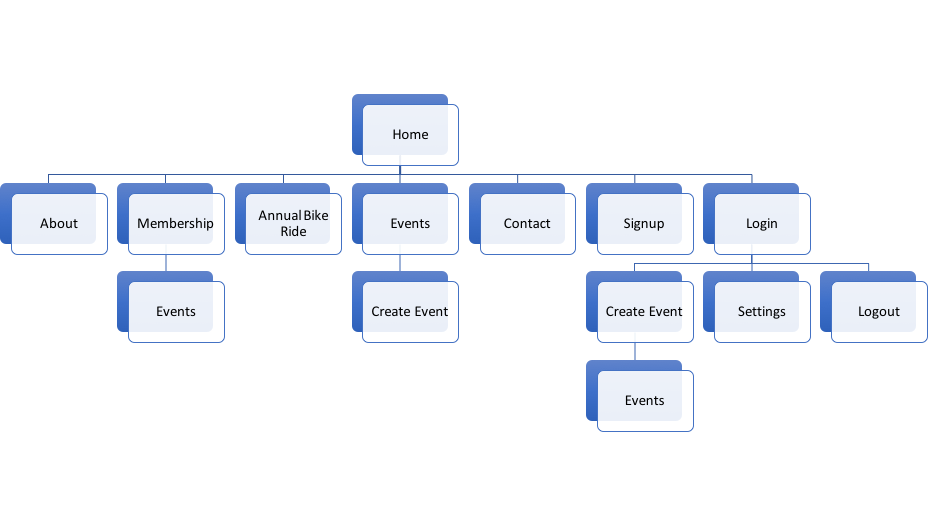 Home
About
Membership
Annual Bike
Ride
Events
Contact
Signup
Login
Events
Create Event
Create Event
Settings
Logout
Events